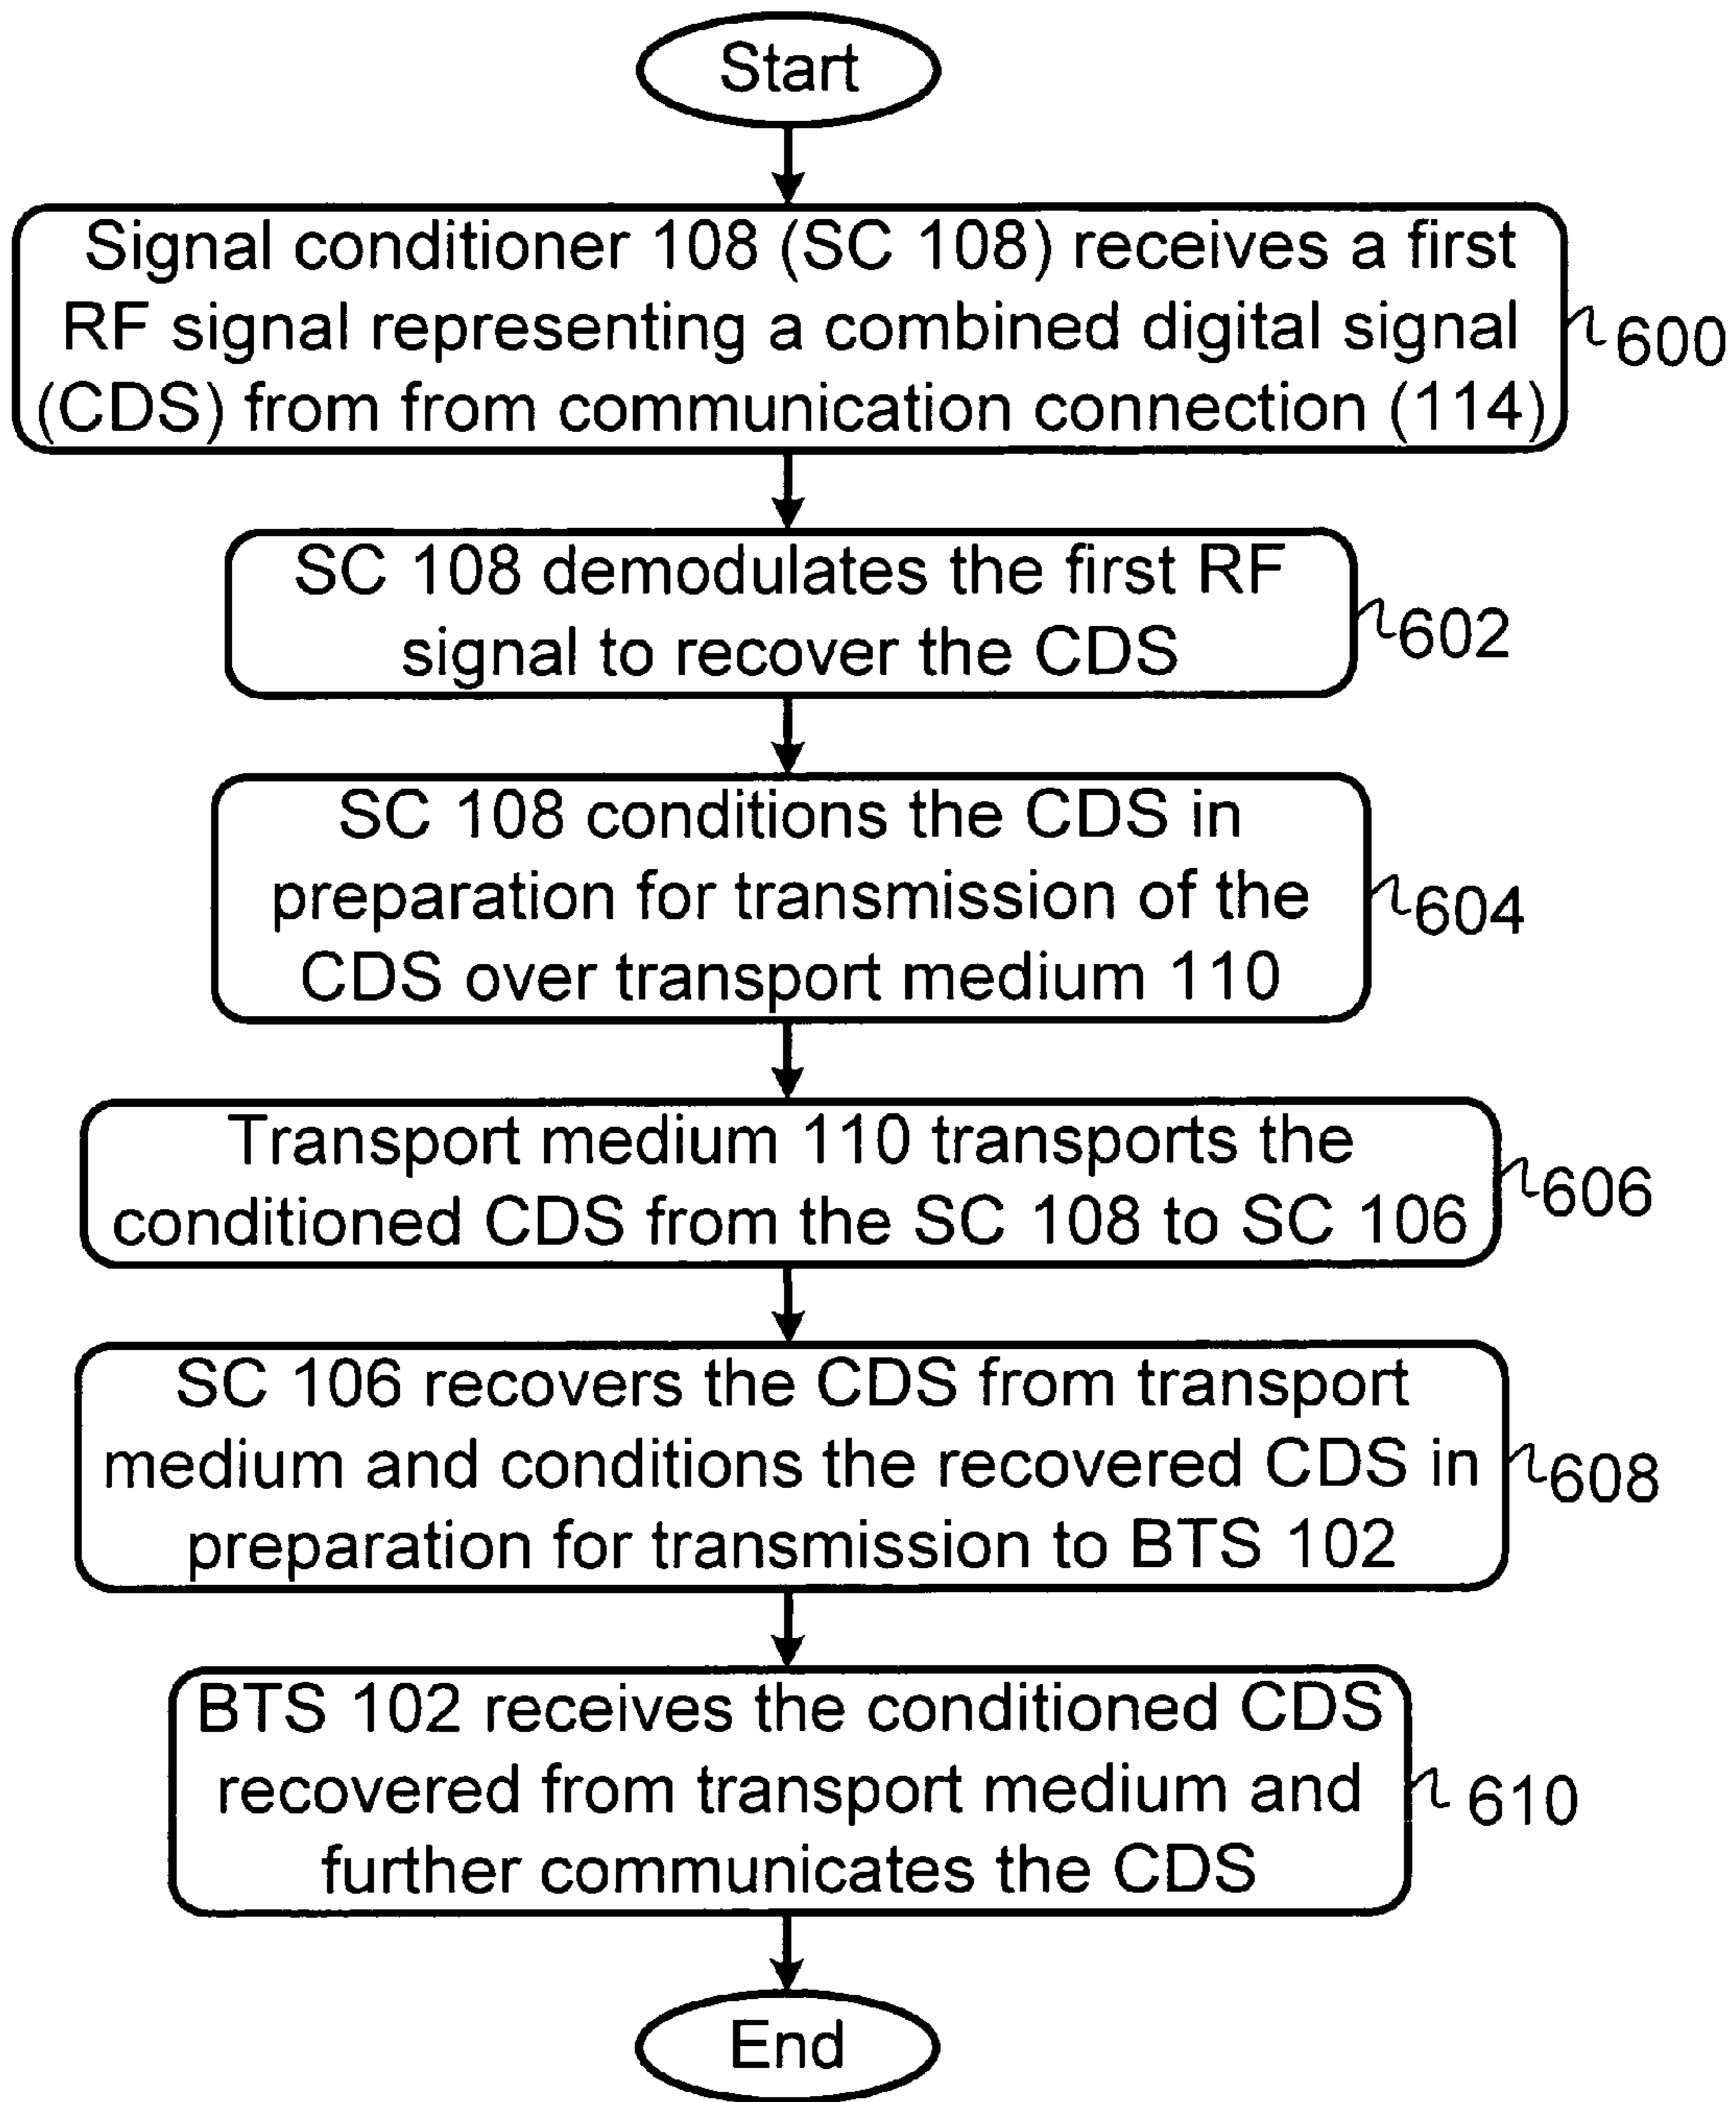 Start
Signal conditioner 108 (SC 108) receives a first
RF signal representing a combined digital signal
(CDS) from from communication connection (114)
600
SC 108 demodulates the first RF
signal to recover the CDS
602
SC 108 conditions the CDS in
preparation for transmission of the
CDS over transport medium 110
604
Transport medium 110 transports the
conditioned CDS from the SC 108 to SC 106
606
SC 106 recovers the CDS from transport
medium and conditions the recovered CDS in
preparation for transmission to BTS 102
608
BTS 102 receives the conditioned CDS
recovered from transport medium and
further communicates the CDS
610
End